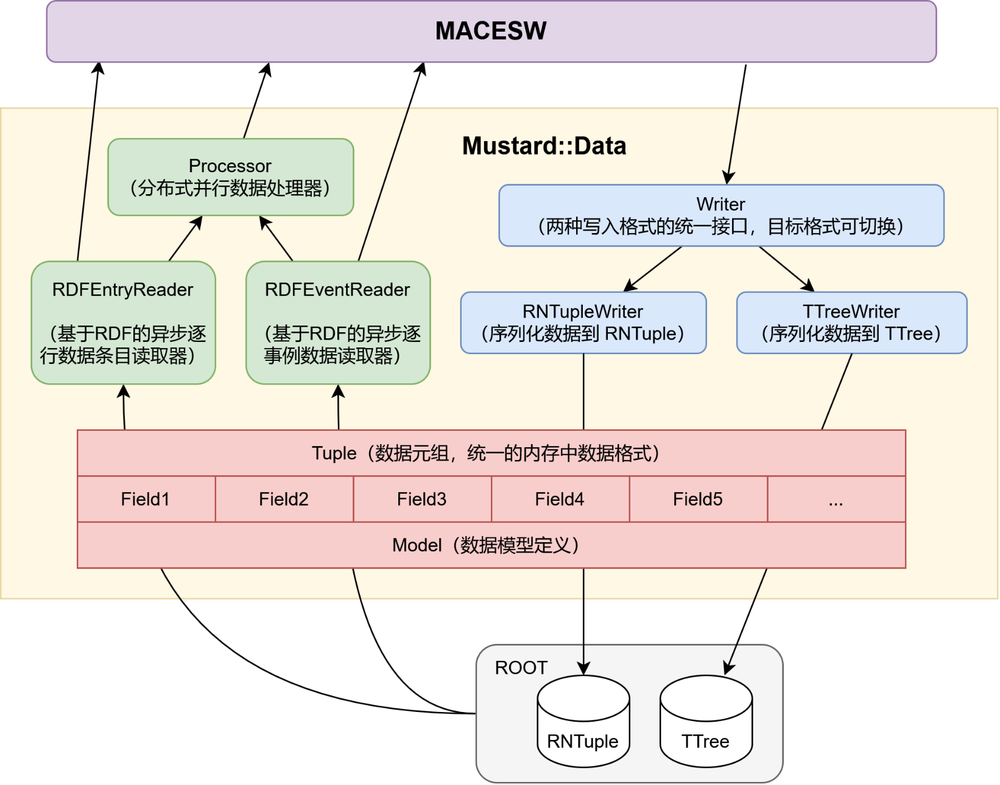 MACESW
Mustard::Data
Processor
（分布式并行数据处理器）
Writer
（两种写入格式的统一接口，目标格式可切换）
RDFEntryReader
（基于RDF的异步逐
行数据条目读取器）
RDFEventReader
（基于RDF的异步逐
事例数据读取器）
RNTupleWriter
（序列化数据到 RNTuple）
TTreeWriter
（序列化数据到 TTree）
Tuple（数据元组，统一的内存中数据格式）
Field1
Field2
Field3
Field4
Field5
...
Model（数据模型定义）
ROOT
RNTuple
TTree